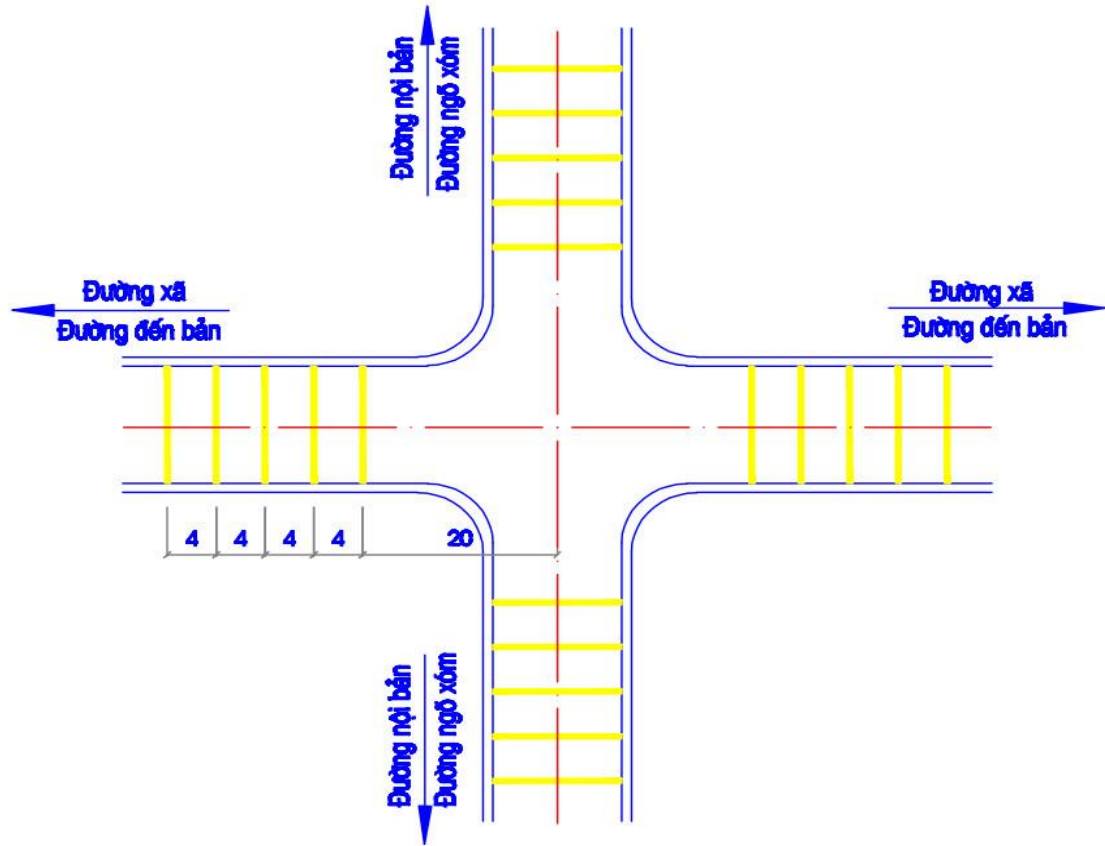 Đường nội bản
Đường ngõ xóm
Đường xã
Đường đến bản
Đường xã
Đường đến bản
4 4 4 4 20
Đường nội bản
Đường ngõ xóm